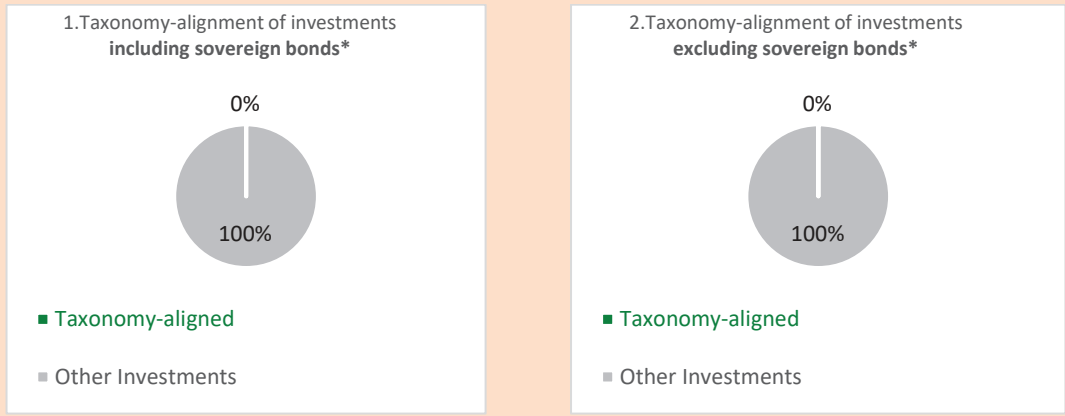 1.Taxonomy-alignment of investments
including sovereign bonds*
0%
100%
Taxonomy-aligned
Other Investments
2.Taxonomy-alignment of investments
excluding sovereign bonds*
0%
100%
Taxonomy-aligned
Other Investments